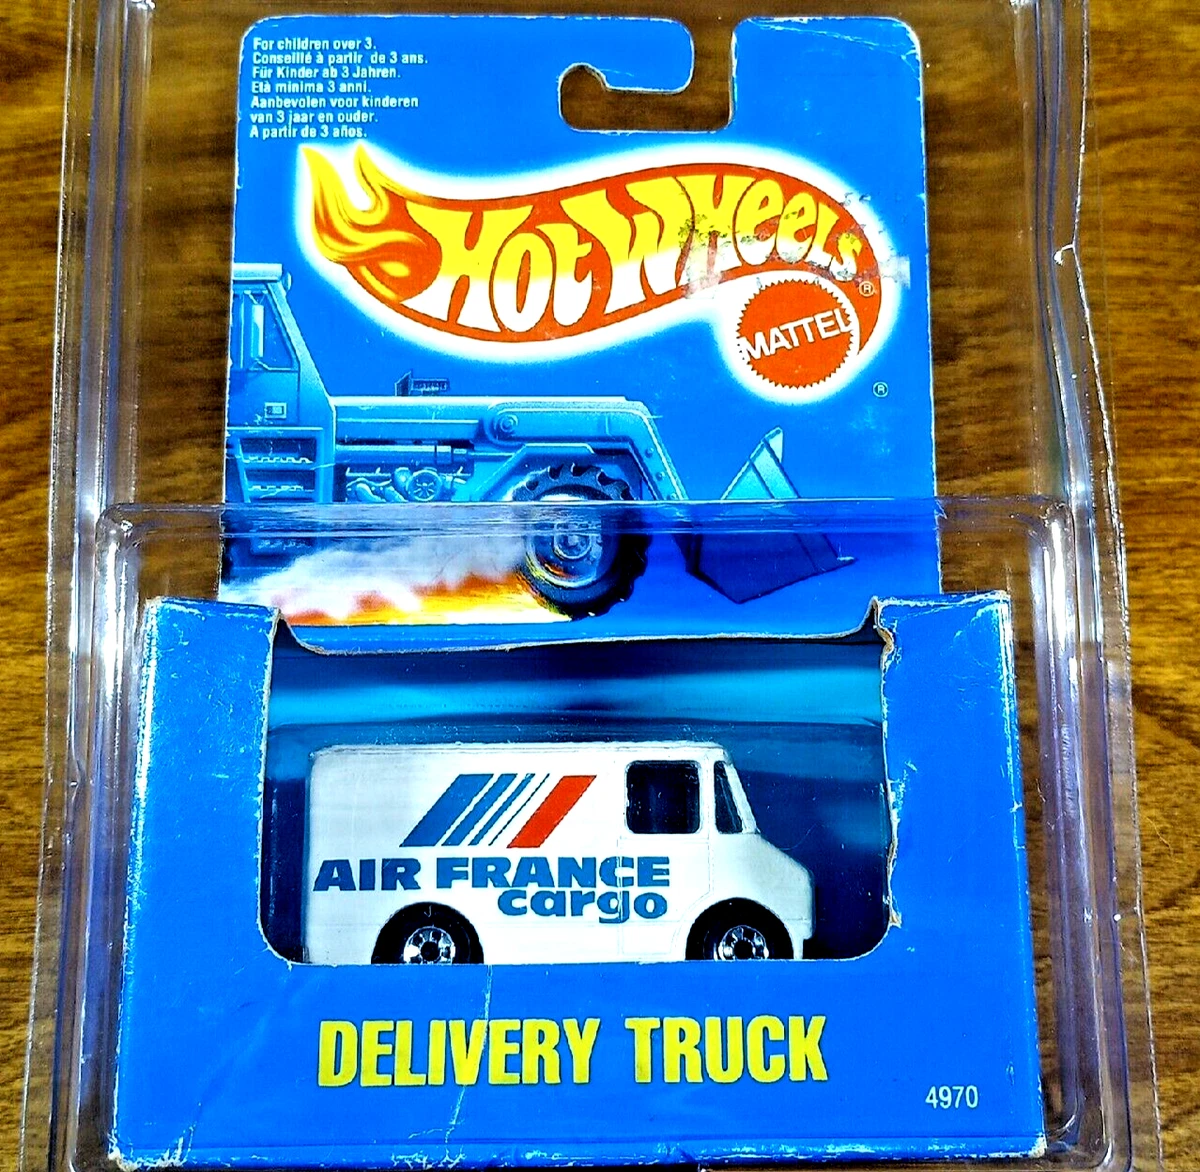 For children over 3.
Conseillé à partir de 3 ans.
Für Kinder ab 3 Jahren.
Età minima 3 anni.
Aanbevolen voor kinderen
van 3 jaar en ouder.
A partir de 3 años.
HOT WHEELS
®
MATTEL
®
AIR FRANCE
cargo
DELIVERY TRUCK
4970